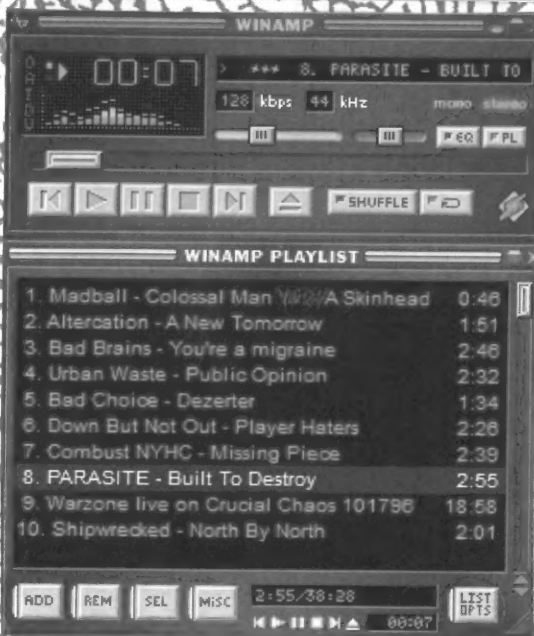 WINAMP
00:07
*** 8. PARASITE - BUILT TO
128 kbps 44 kHz mono stereo
EQ PL
SHUFFLE
WINAMP PLAYLIST
1. Madball - Colossal Man A Skinhead 0:46
2. Altercation - A New Tomorrow 1:51
3. Bad Brains - You're a migraine 2:46
4. Urban Waste - Public Opinion 2:32
5. Bad Choice - Dezerter 1:34
6. Down But Not Out - Player Haters 2:26
7. Combust NYHC - Missing Piece 2:39
8. PARASITE - Built To Destroy 2:55
9. Warzone live on Crucial Chaos 101796 18:58
10. Shipwrecked - North By North 2:01
ADD REM SEL MISC 2:55/38:28 LIST OPTS
00:07